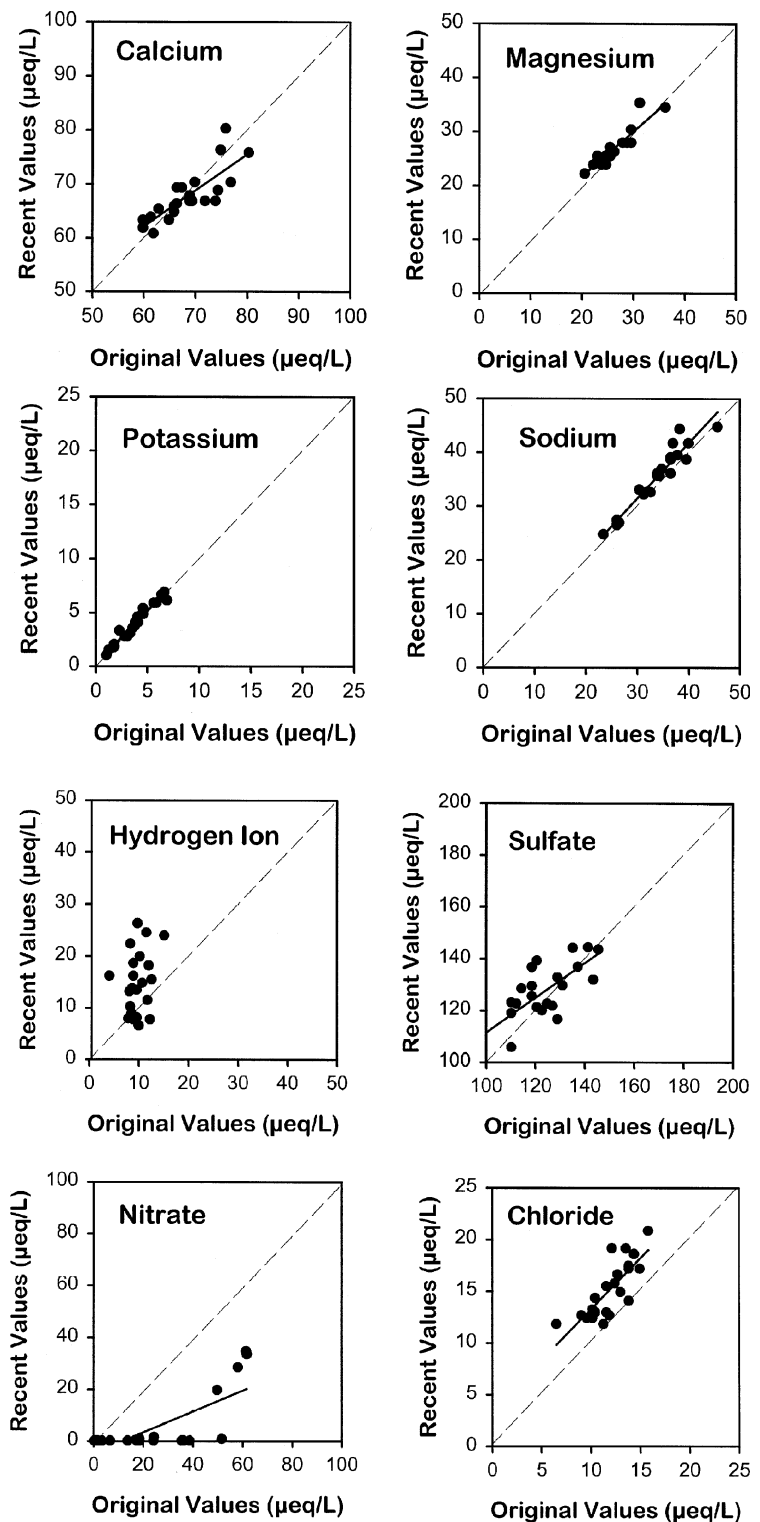 Calcium
Recent Values (µeq/L)
100
90
80
70
60
50
50 60 70 80 90 100
Original Values (µeq/L)
Magnesium
Recent Values (µeq/L)
50
40
30
20
10
0
0 10 20 30 40 50
Original Values (µeq/L)
Potassium
Recent Values (µeq/L)
25
20
15
10
5
0
0 5 10 15 20 25
Original Values (µeq/L)
Sodium
Recent Values (µeq/L)
50
40
30
20
10
0
0 10 20 30 40 50
Original Values (µeq/L)
Hydrogen Ion
Recent Values (µeq/L)
50
40
30
20
10
0
0 10 20 30 40 50
Original Values (µeq/L)
Sulfate
Recent Values (µeq/L)
200
180
160
140
120
100
100 120 140 160 180 200
Original Values (µeq/L)
Nitrate
Recent Values (µeq/L)
100
80
60
40
20
0
0 20 40 60 80 100
Original Values (µeq/L)
Chloride
Recent Values (µeq/L)
25
20
15
10
5
0
0 5 10 15 20 25
Original Values (µeq/L)